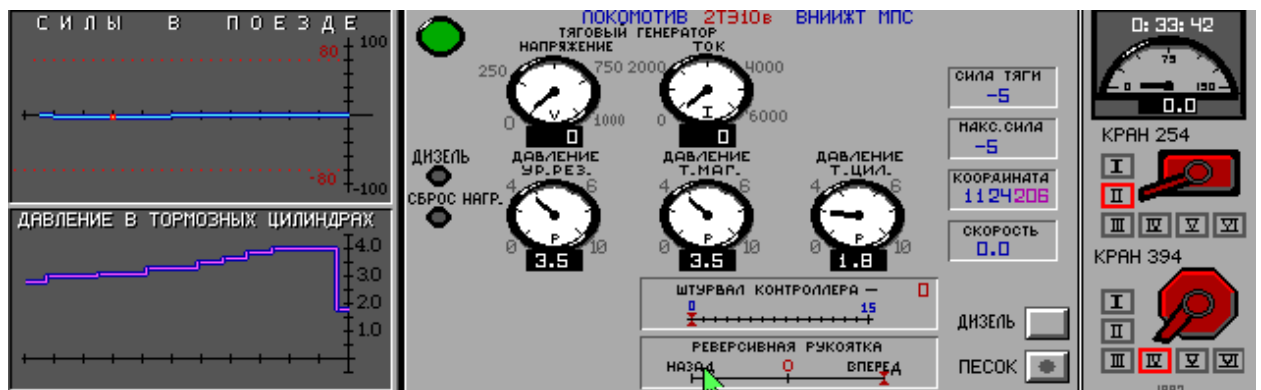 СИЛЫ В ПОЕЗДЕ
100
80
-80
-100
ДАВЛЕНИЕ В ТОРМОЗНЫХ ЦИЛИНДРАХ
4.0
3.0
2.0
1.0
ЛОКОМОТИВ 2ТЭ10в ВНИИЖТ МПС
ТЯГОВЫЙ ГЕНЕРАТОР
НАПРЯЖЕНИЕ ТОК
250 750 2000 4000
0 V 1000 0 I 6000
0 0
ДИЗЕЛЬ
СБРОС НАГР.
ДАВЛЕНИЕ УР.РЕЗ.
4 6
0 P 10
3.5
ДАВЛЕНИЕ Т.МАГ.
4 6
0 P 10
3.5
ДАВЛЕНИЕ Т.ЦИЛ.
4 6
0 P 10
1.8
СИЛА ТЯГИ
-5
МАКС.СИЛА
-5
КООРДИНАТА
1124206
СКОРОСТЬ
0.0
ШТУРВАЛ КОНТРОЛЛЕРА — 0
0 15
РЕВЕРСИВНАЯ РУКОЯТКА
НАЗАД 0 ВПЕРЕД
ДИЗЕЛЬ
ПЕСОК
0:33:42
75
0 150
0.0
КРАН 254
I
II
III IV V VI
КРАН 394
I
II
III IV V VI